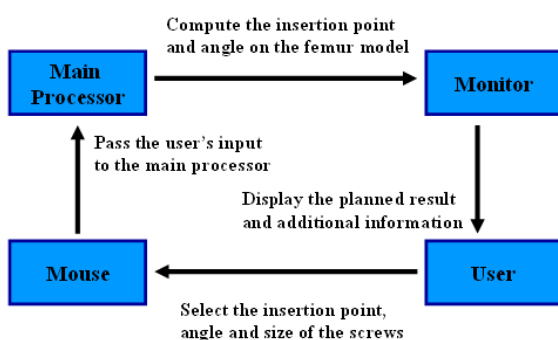 Compute the insertion point
and angle on the femur model
Main
Processor
Monitor
Pass the user's input
to the main processor
Display the planned result
and additional information
Mouse
User
Select the insertion point,
angle and size of the screws